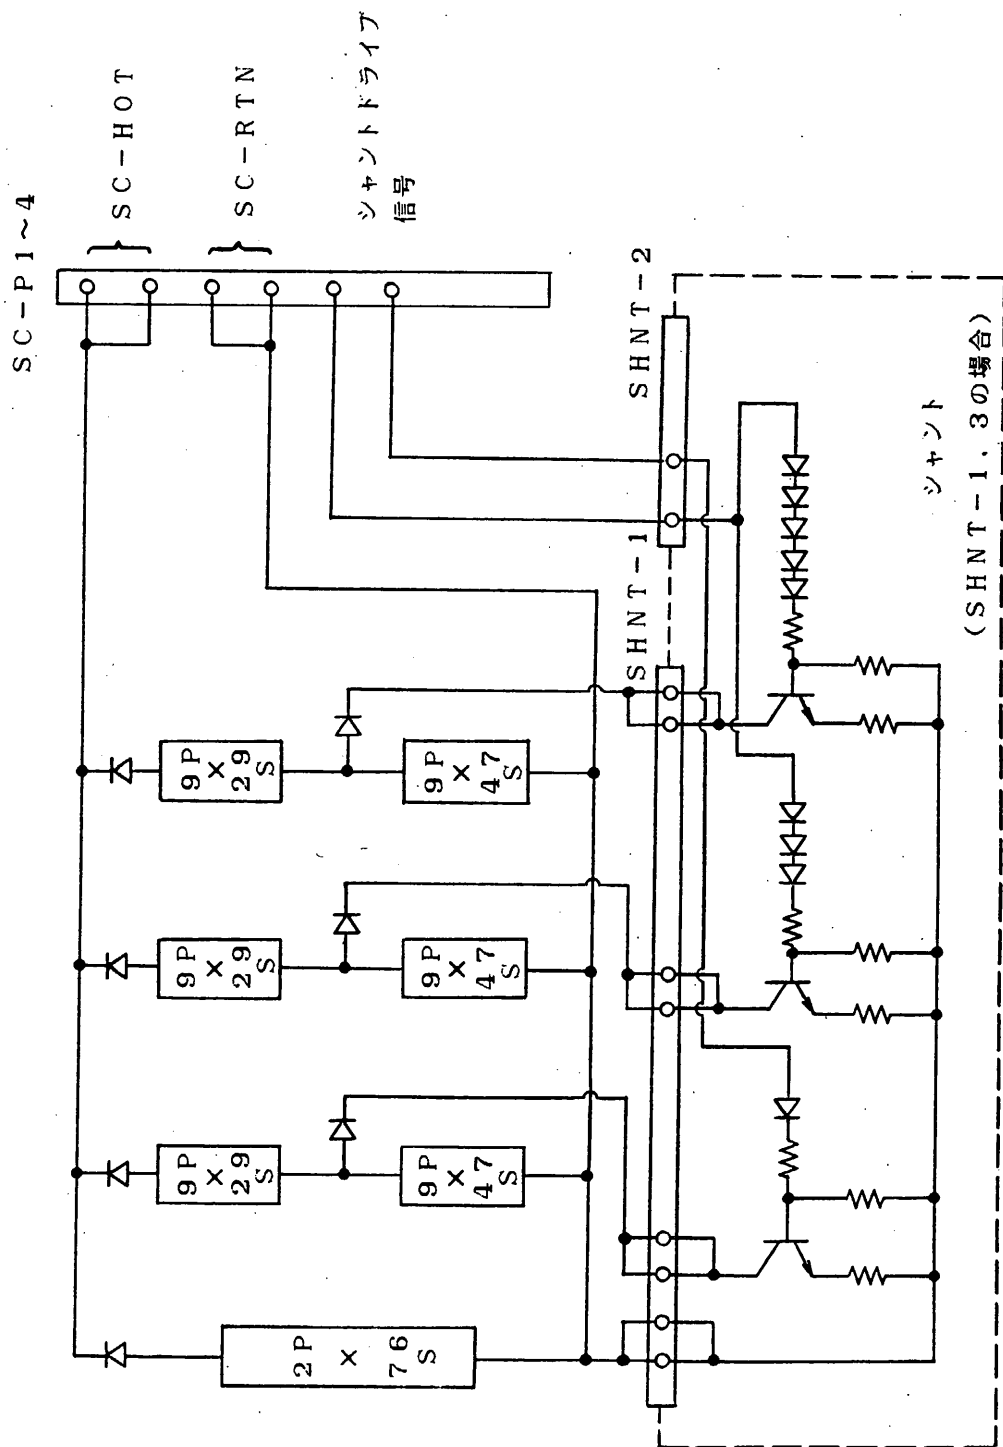 SC-P1～4
SC-HOT
SC-RTN
シャントドライブ
信号
SHNT-2
SHNT-1
9P
×
29
S
9P
×
47
S
9P
×
29
S
9P
×
47
S
9P
×
29
S
9P
×
47
S
2P
×
76
S
シャント
(SHNT-1,3の場合)